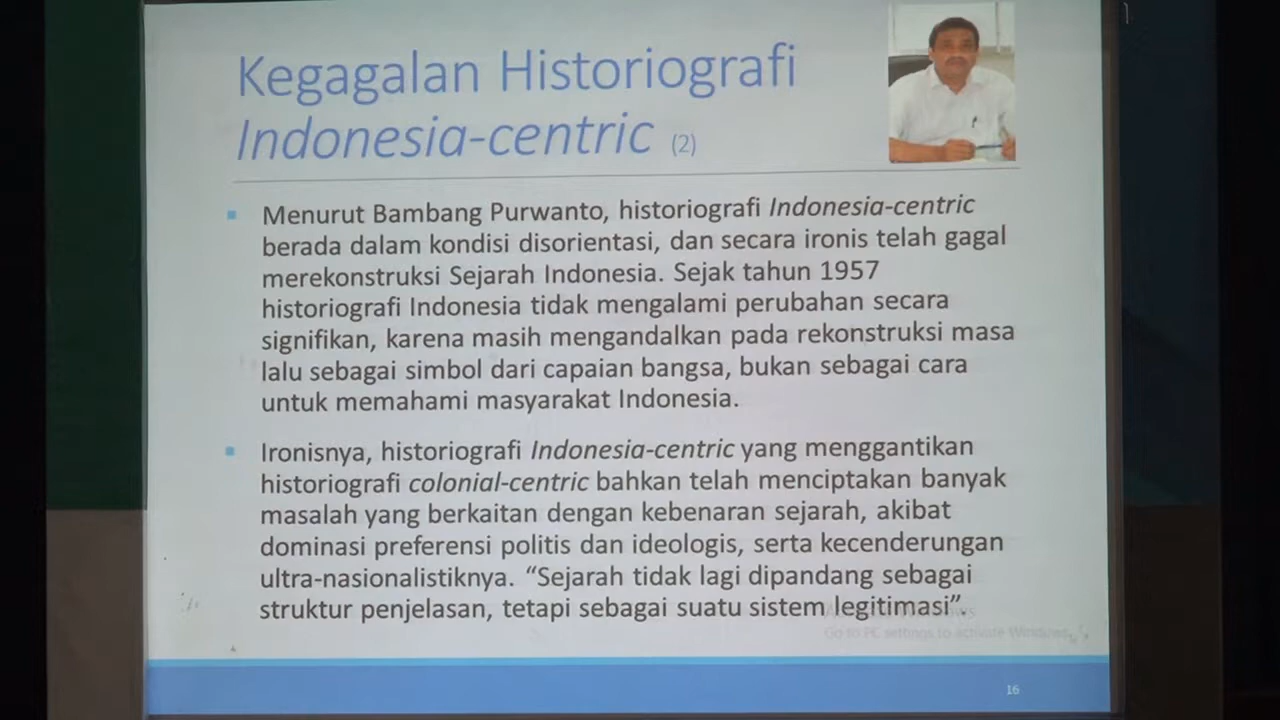 Kegagalan Historiografi
Indonesia-centric (2)
Menurut Bambang Purwanto, historiografi Indonesia-centric
berada dalam kondisi disorientasi, dan secara ironis telah gagal
merekonstruksi Sejarah Indonesia. Sejak tahun 1957
historiografi Indonesia tidak mengalami perubahan secara
signifikan, karena masih mengandalkan pada rekonstruksi masa
lalu sebagai simbol dari capaian bangsa, bukan sebagai cara
untuk memahami masyarakat Indonesia.
Ironisnya, historiografi Indonesia-centric yang menggantikan
historiografi colonial-centric bahkan telah menciptakan banyak
masalah yang berkaitan dengan kebenaran sejarah, akibat
dominasi preferensi politis dan ideologis, serta kecenderungan
ultra-nasionalistiknya. “Sejarah tidak lagi dipandang sebagai
struktur penjelasan, tetapi sebagai suatu sistem legitimasi”.
Go to PC settings to activate Windows.
16